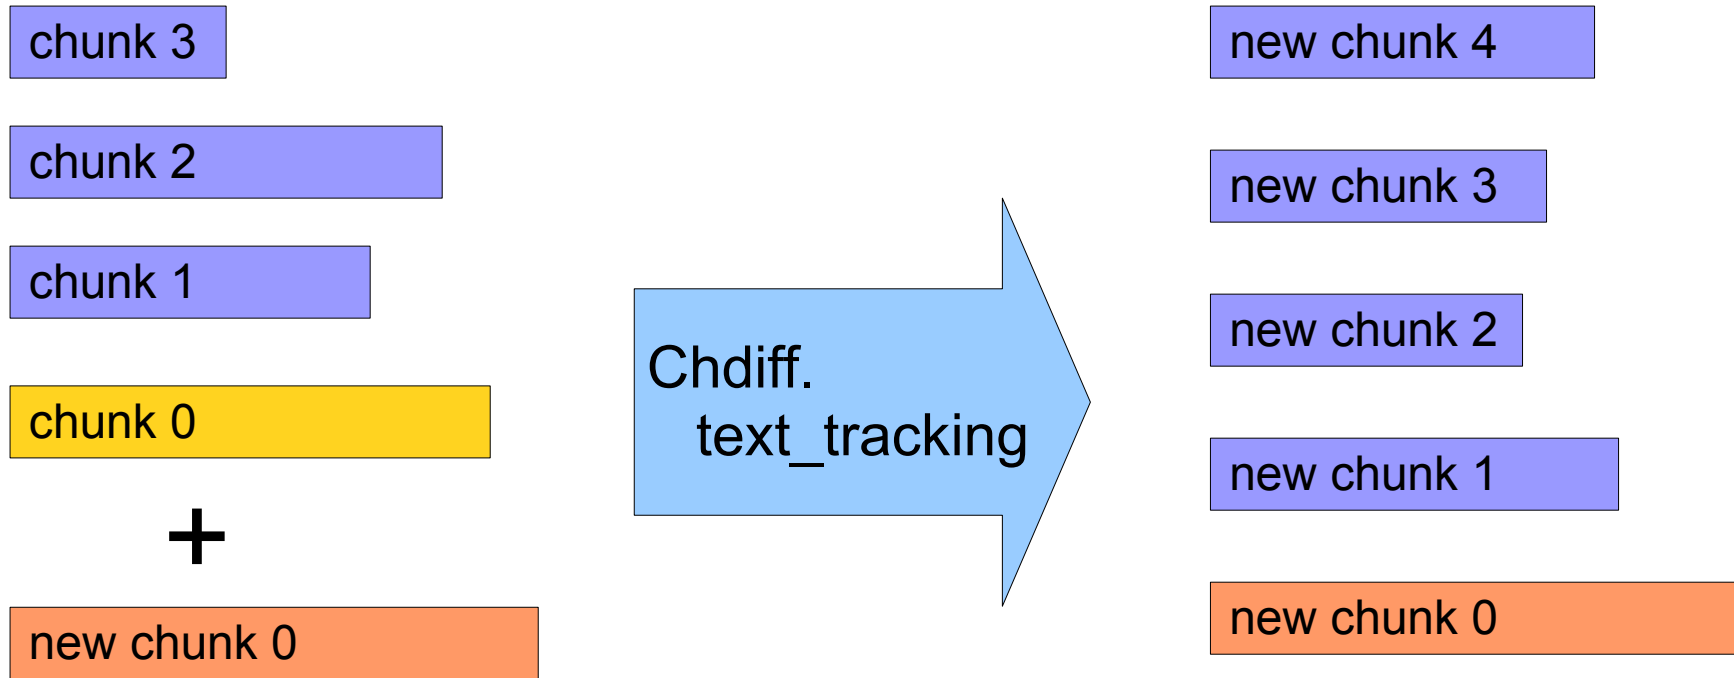 chunk 3
chunk 2
chunk 1
chunk 0
+
new chunk 0
Chdiff.
text_tracking
new chunk 4
new chunk 3
new chunk 2
new chunk 1
new chunk 0